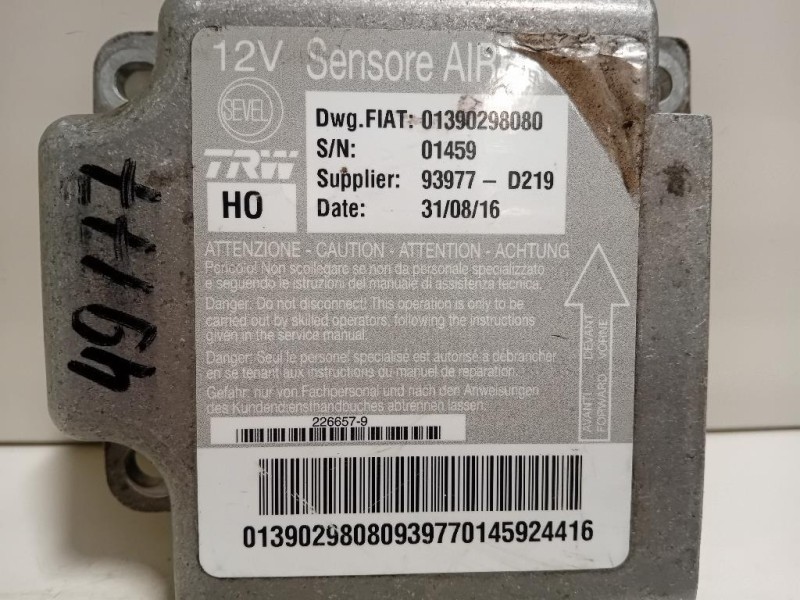 12V Sensore AIR
SEVEL
Dwg.FIAT: 01390298080
S/N: 01459
TRW
Supplier: 93977 - D219
HO
Date: 31/08/16
ATTENZIONE - CAUTION - ATTENTION - ACHTUNG
Pericolo! Non scollegare se non da personale specializzato
e seguendo le istruzioni del manuale di assistenza tecnica.
Danger. Do not disconnect! This operation is only to be
carried out by skilled operators, following the instructions
given in the service manual.
Danger: Seul le personel specialisé est autorisé a débrancher
en se tenant aux instructions du manuel de reparation.
Gefahr: nur von Fachpersonal und nach den Anweisungen
des Kundendiensthandbuches abtrennen lassen.
AVANTI DEVANT
FORWARD VORNE
226657-9
01390298080939770145924416
49177